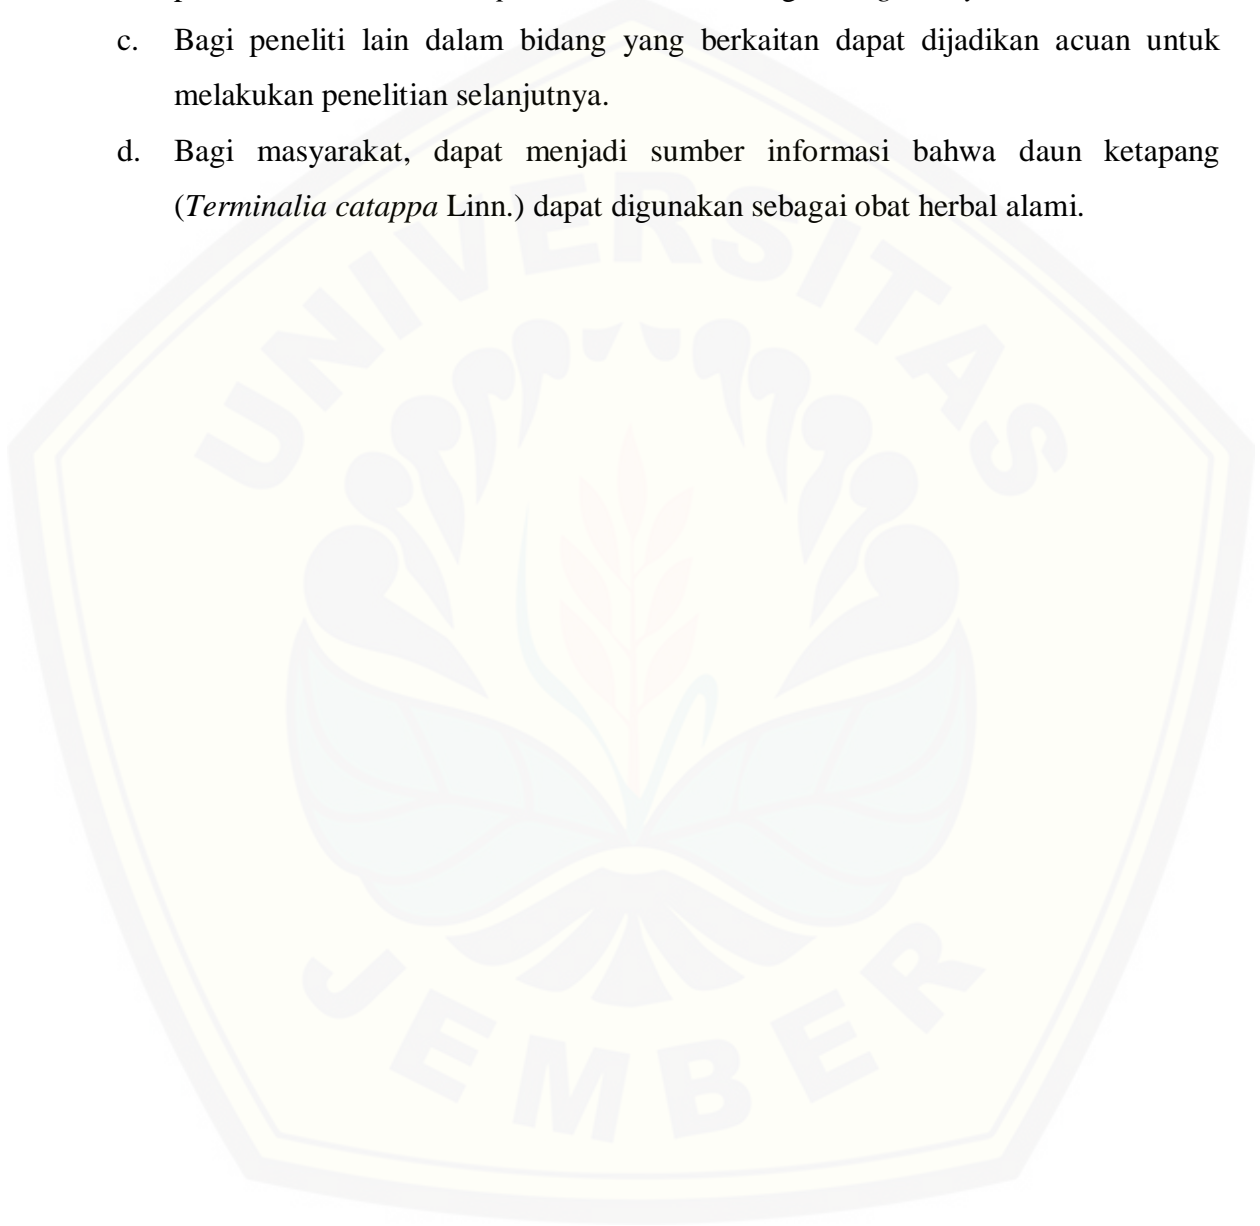 c. Bagi peneliti lain dalam bidang yang berkaitan dapat dijadikan acuan untuk
melakukan penelitian selanjutnya.
d. Bagi masyarakat, dapat menjadi sumber informasi bahwa daun ketapang
(Terminalia catappa Linn.) dapat digunakan sebagai obat herbal alami.
UNIVERSITAS
JEMBER